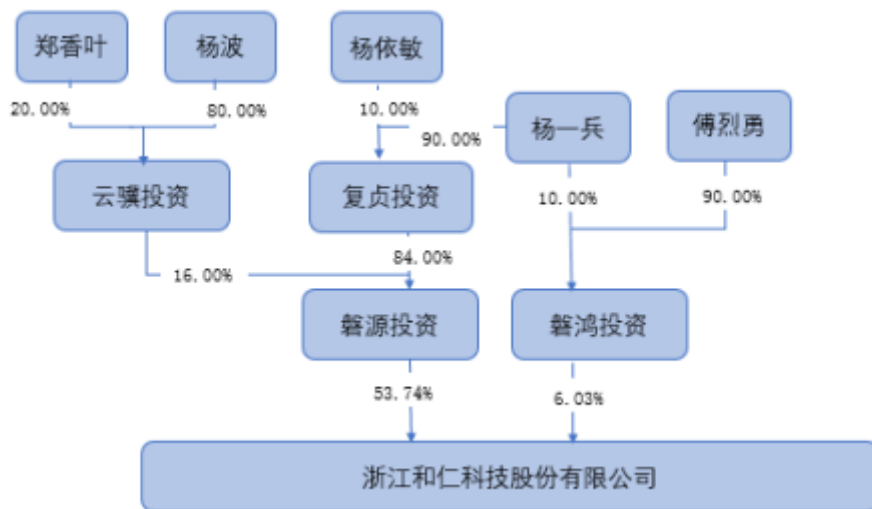 郑香叶
杨波
杨依敏
20.00%
80.00%
10.00%
杨一兵
傅烈勇
90.00%
云骥投资
复贞投资
10.00%
90.00%
84.00%
16.00%
磐源投资
磐鸿投资
53.74%
6.03%
浙江和仁科技股份有限公司